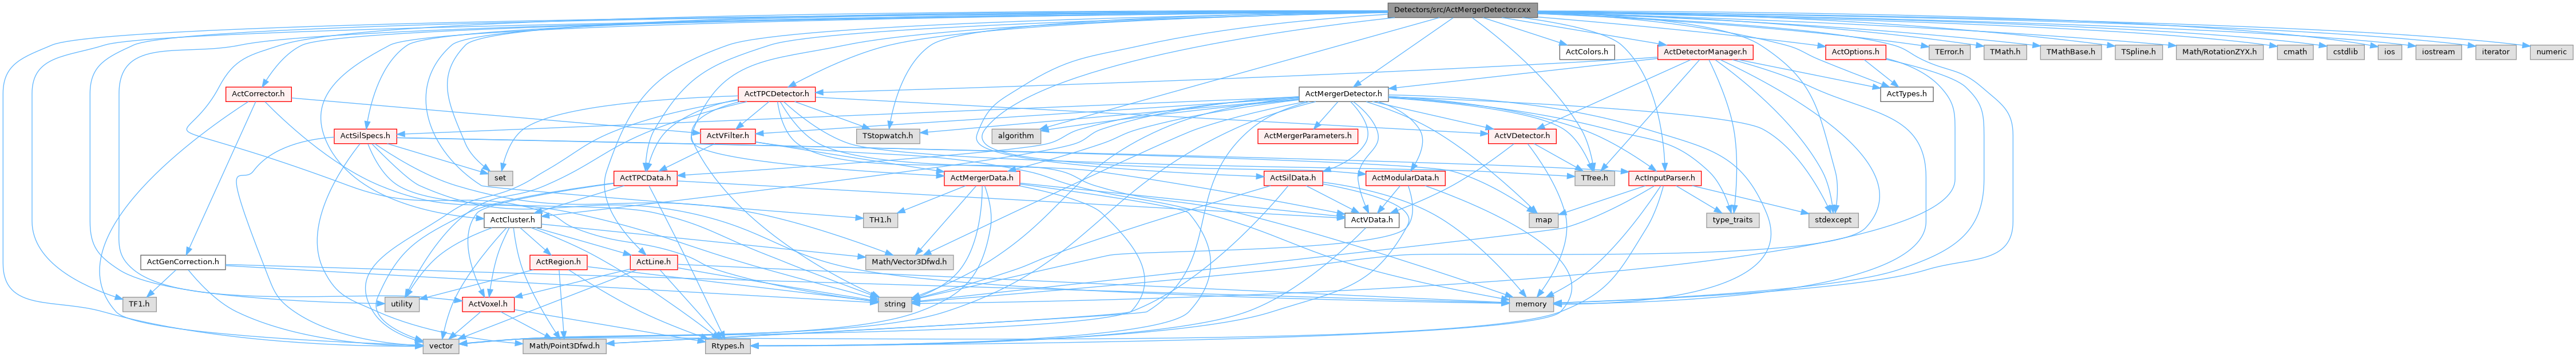 Detectors/src/ActMergerDetector.cxx
ActColors.h
ActDetectorManager.h
ActOptions.h
TError.h
TMath.h
TMathBase.h
TSpline.h
Math/RotationZYX.h
cmath
cstdlib
ios
iostream
iterator
numeric
ActCorrector.h
ActTPCDetector.h
ActMergerDetector.h
ActTypes.h
ActSilSpecs.h
ActVFilter.h
TStopwatch.h
algorithm
ActMergerParameters.h
ActVDetector.h
set
ActTPCData.h
ActMergerData.h
ActSilData.h
ActModularData.h
TTree.h
ActInputParser.h
ActCluster.h
TH1.h
ActVData.h
map
type_traits
stdexcept
ActGenCorrection.h
ActRegion.h
ActLine.h
Math/Vector3Dfwd.h
TF1.h
utility
ActVoxel.h
string
memory
vector
Math/Point3Dfwd.h
Rtypes.h